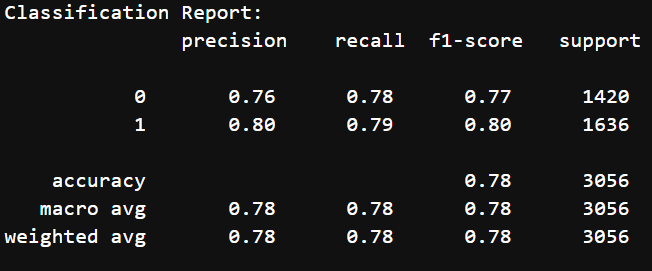 Classification Report:
precision recall f1-score support
0 0.76 0.78 0.77 1420
1 0.80 0.79 0.80 1636
accuracy 0.78 3056
macro avg 0.78 0.78 0.78 3056
weighted avg 0.78 0.78 0.78 3056